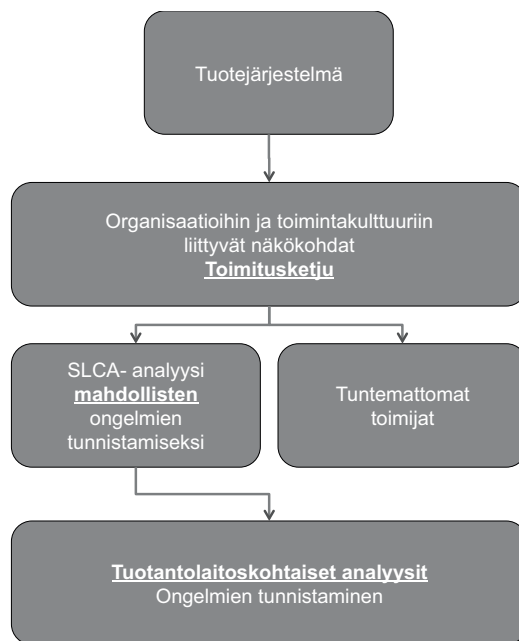 Tuotejärjestelmä
Organisaatioihin ja toimintakulttuuriin
liittyvät näkökohdat
Toimitusketju
SLCA- analyysi
mahdollisten
ongelmien
tunnistamiseksi
Tuntemattomat
toimijat
Tuotantolaitoskohtaiset analyysit
Ongelmien tunnistaminen